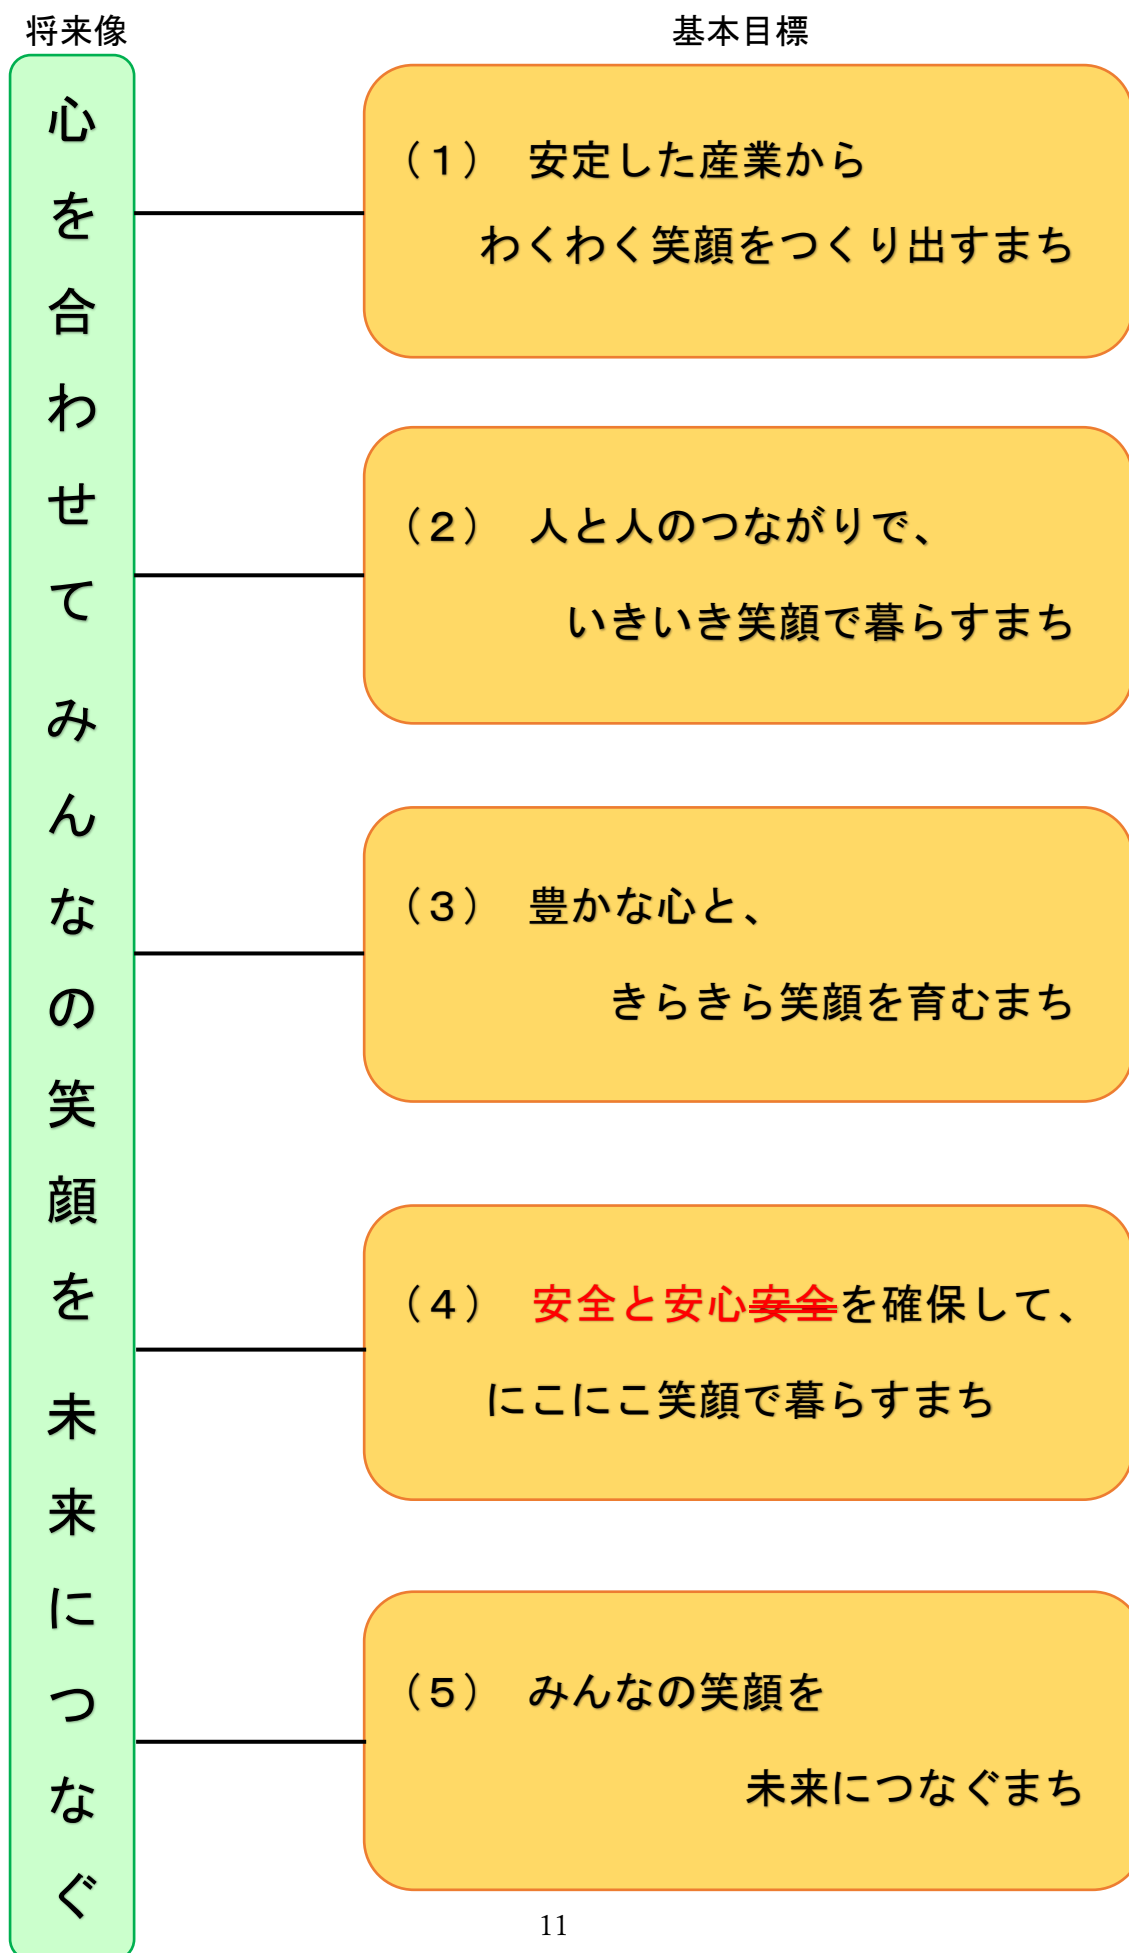 将来像
基本目標
心を合わせて みんなの笑顔を 未来につなぐ
（１） 安定した産業から
わくわく笑顔をつくり出すまち
（２） 人と人のつながりで、
いきいき笑顔で暮らすまち
（３） 豊かな心と、
きらきら笑顔を育むまち
（４） 安全と安心安全を確保して、
にこにこ笑顔で暮らすまち
（５） みんなの笑顔を
未来につなぐまち
11